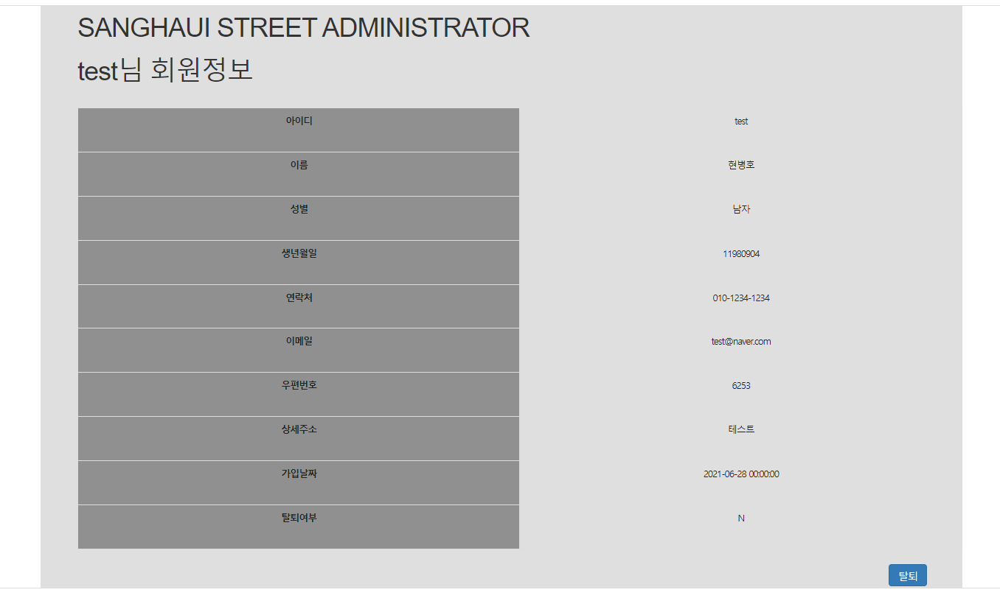 SANGHAUI STREET ADMINISTRATOR
test님 회원정보
아이디 test
이름 현병호
성별 남자
생년월일 11980904
연락처 010-1234-1234
이메일 test@naver.com
우편번호 6253
상세주소 테스트
가입날짜 2021-06-28 00:00:00
탈퇴여부 N
탈퇴